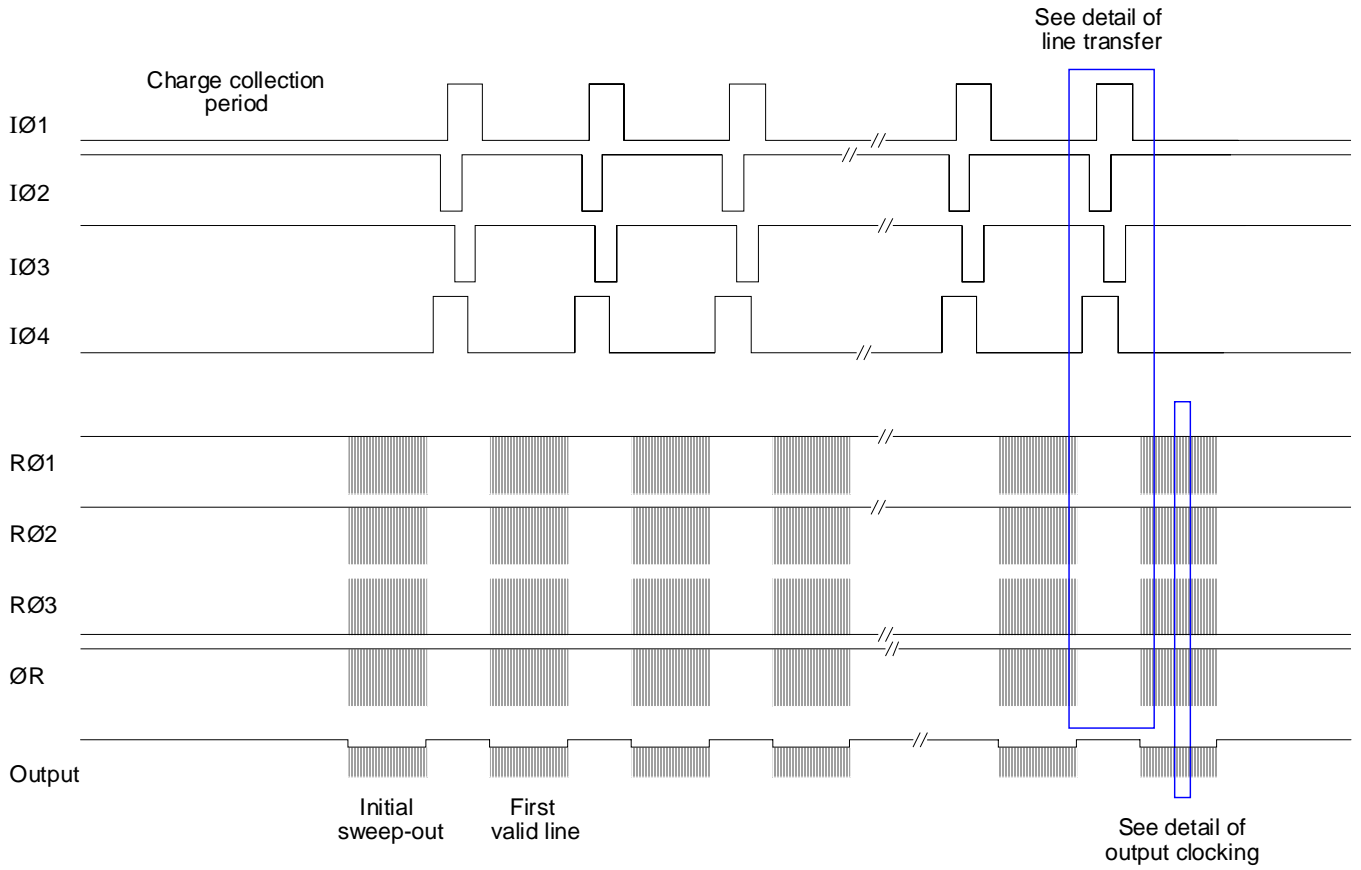 See detail of
line transfer
Charge collection
period
IØ1
IØ2
IØ3
IØ4
RØ1
RØ2
RØ3
ØR
Output
Initial
sweep-out
First
valid line
See detail of
output clocking